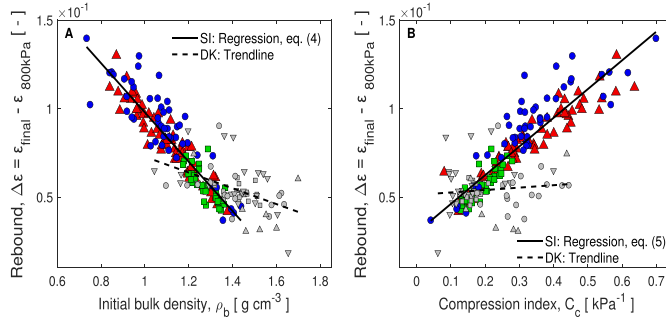 1.5 ×10⁻¹
A
SI: Regression, eq. (4)
DK: Trendline
1
0.5
0.6 0.8 1 1.2 1.4 1.6 1.8
Initial bulk density, ρ_b [ g cm⁻³ ]
Rebound, Δε = ε_final - ε_800kPa [ - ]
1.5 ×10⁻¹
B
1
0.5
SI: Regression, eq. (5)
DK: Trendline
0 0.1 0.2 0.3 0.4 0.5 0.6 0.7
Compression index, C_c [ kPa⁻¹ ]
Rebound, Δε = ε_final - ε_800kPa [ - ]